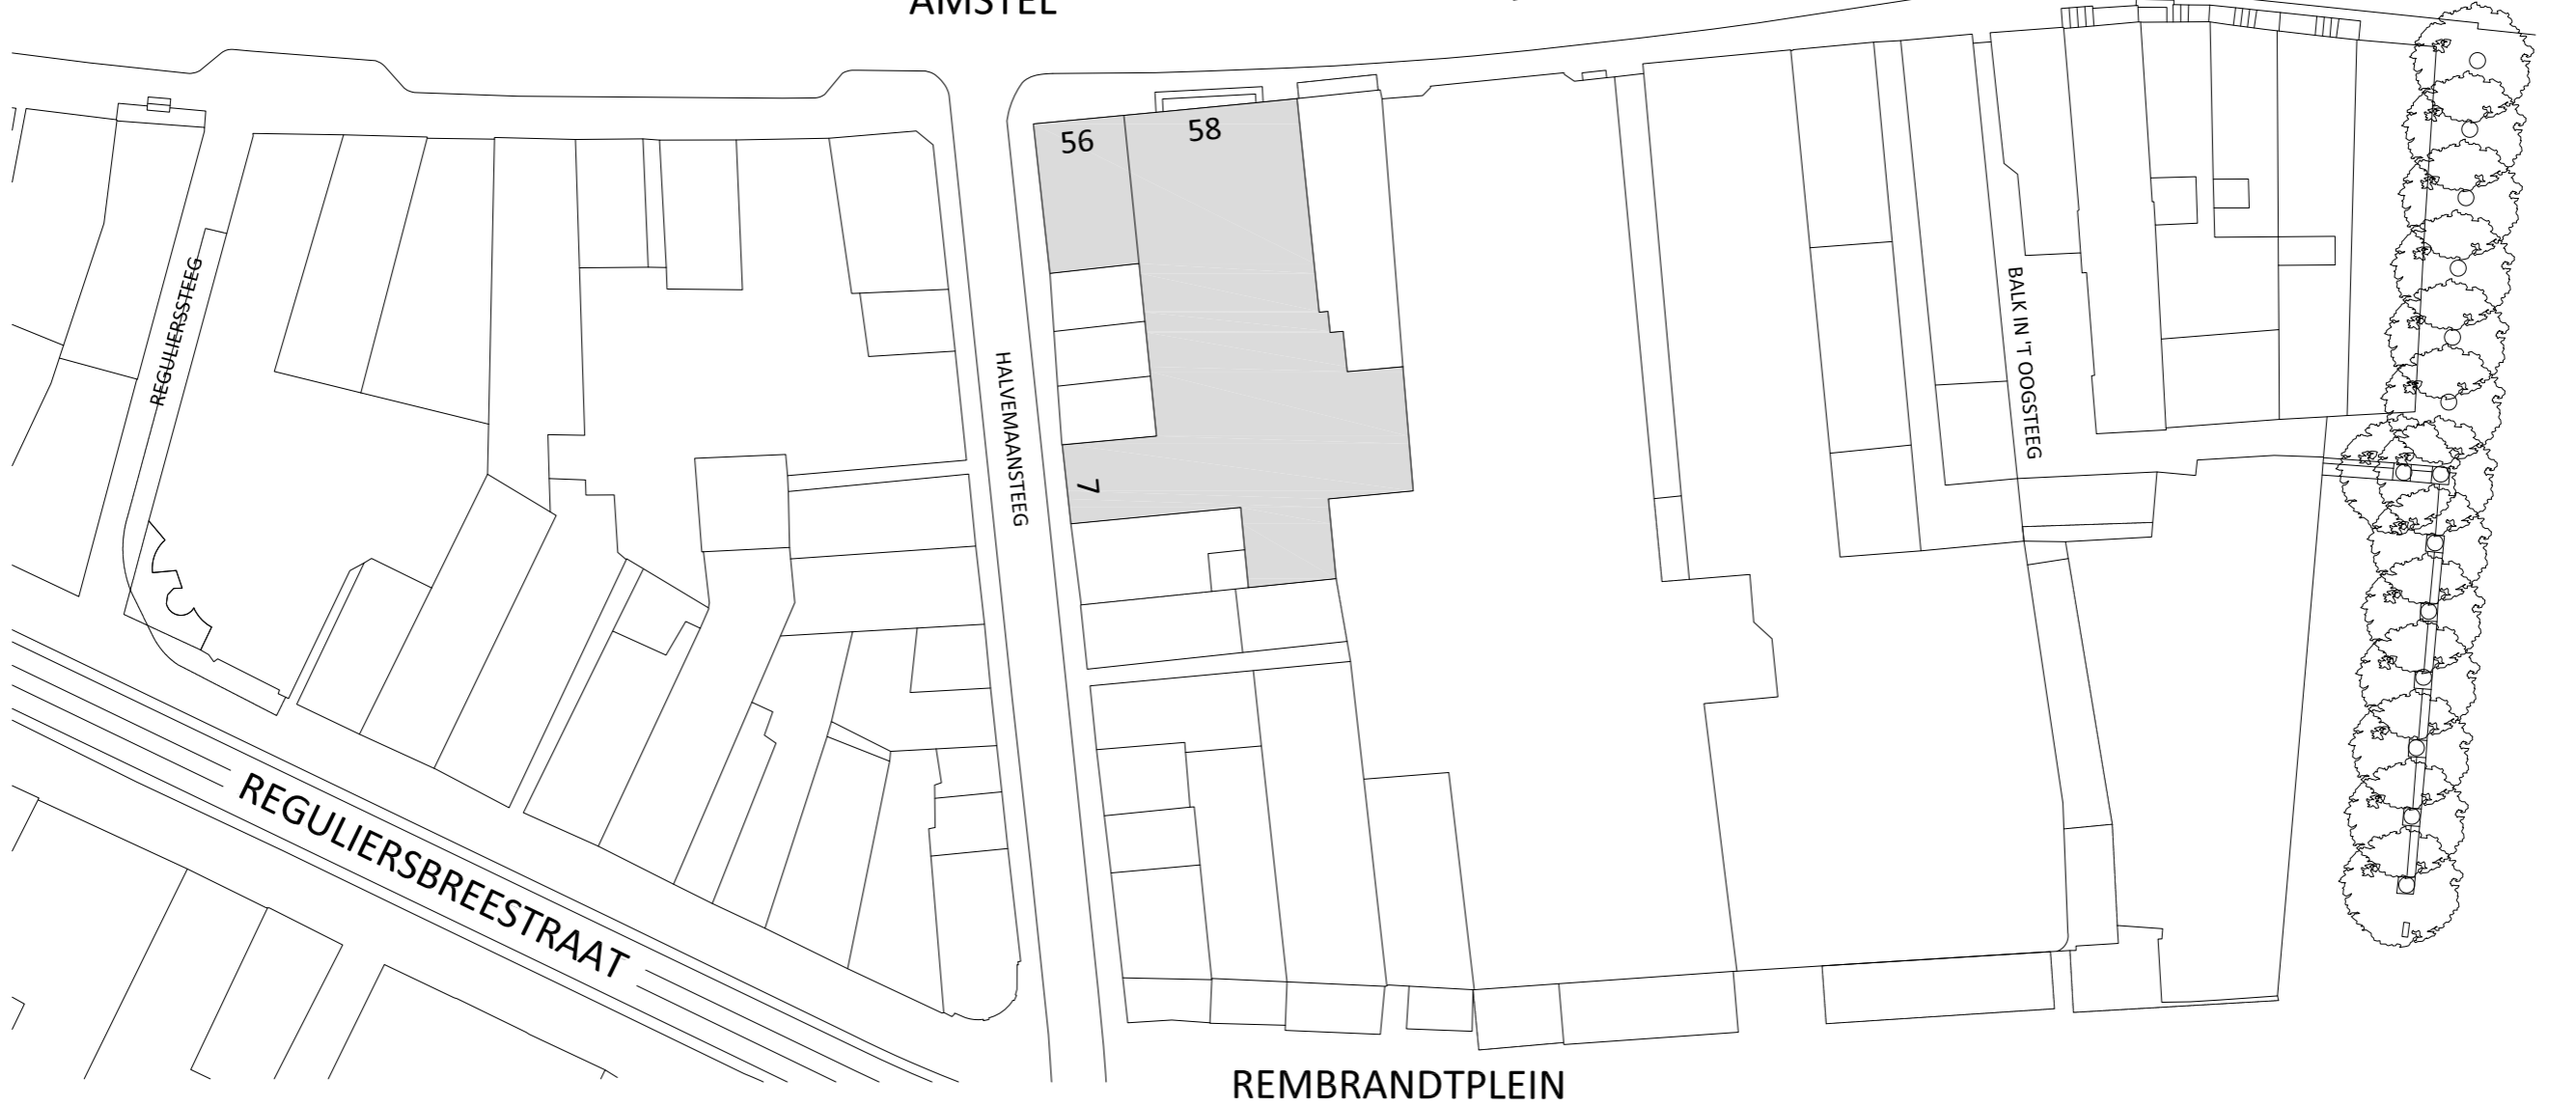 AMSTEL
56
58
REGULIERSSTEEG
HALVEMAANSTEEG
BALK IN 'T OOGSTEEG
7
REGULIERSBREESTRAAT
REMBRANDTPLEIN